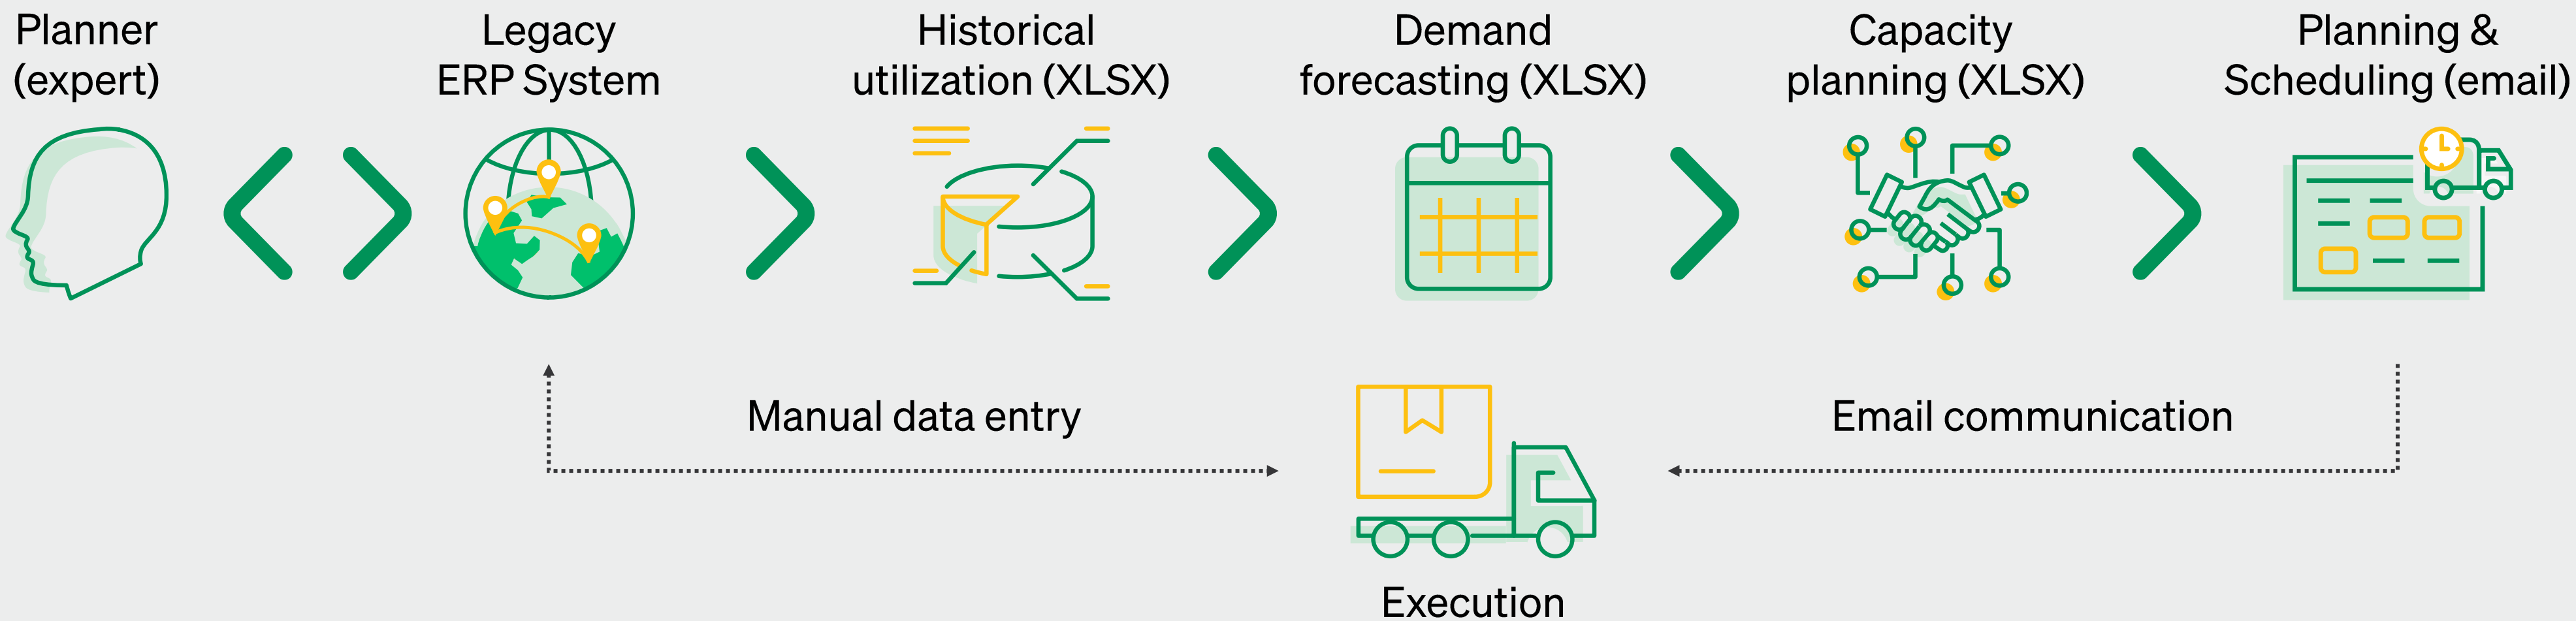 Planner
(expert)
Legacy
ERP System
Historical
utilization (XLSX)
Demand
forecasting (XLSX)
Capacity
planning (XLSX)
Planning &
Scheduling (email)
Manual data entry
Email communication
Execution